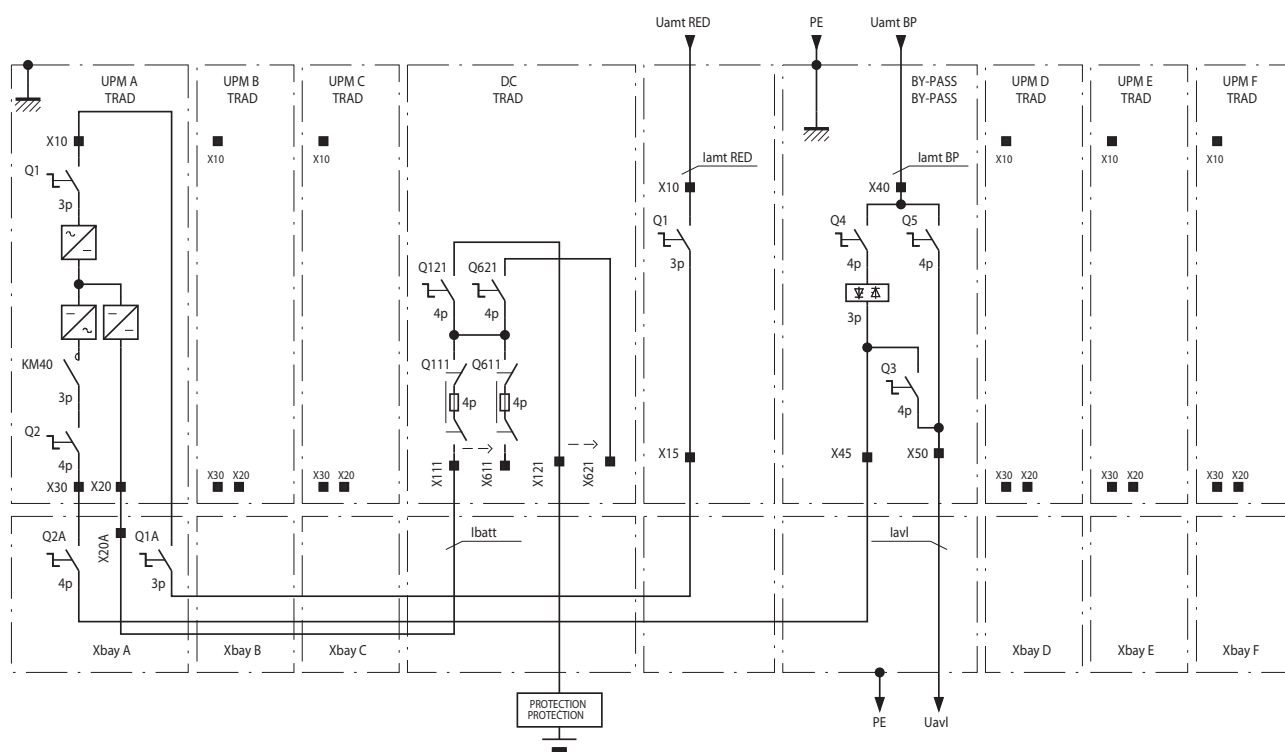 Uamt RED
PE
Uamt BP
UPM A
TRAD
UPM B
TRAD
UPM C
TRAD
DC
TRAD
BY-PASS
BY-PASS
UPM D
TRAD
UPM E
TRAD
UPM F
TRAD
X10
X10
X10
X10
X10
X10
Iamt RED
Iamt BP
Q1
3p
X10
X40
Q1
3p
Q4
4p
Q5
4p
Q121
4p
Q621
4p
3p
KM40
3p
Q111
4p
Q611
4p
Q3
4p
Q2
4p
X30
X20
X30
X20
X30
X20
X111
X611
X121
X621
X15
X45
X50
X30
X20
X30
X20
X30
X20
Q2A
4p
X20A
Q1A
3p
Ibatt
Iavl
Xbay A
Xbay B
Xbay C
Xbay D
Xbay E
Xbay F
PROTECTION
PROTECTION
PE
Uavl